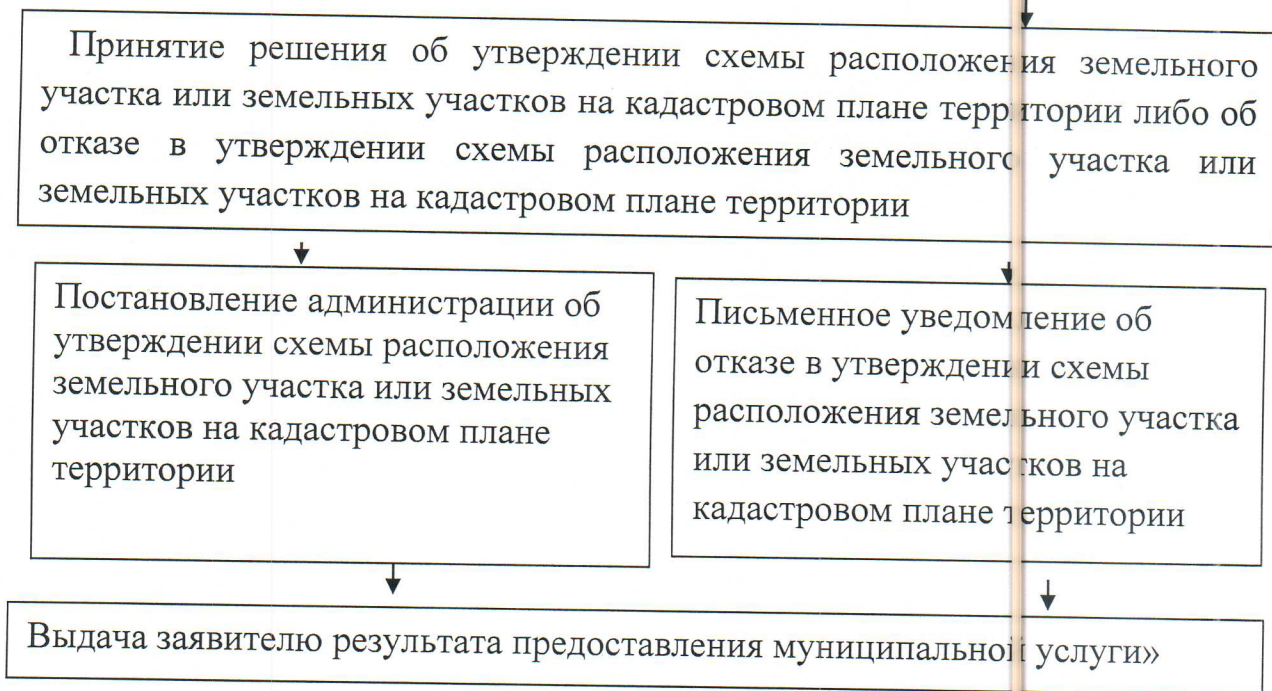 Принятие решения об утверждении схемы расположения земельного
участка или земельных участков на кадастровом плане территории либо об
отказе в утверждении схемы расположения земельного участка или
земельных участков на кадастровом плане территории
Постановление администрации об
утверждении схемы расположения
земельного участка или земельных
участков на кадастровом плане
территории
Письменное уведомление об
отказе в утверждении схемы
расположения земельного участка
или земельных участков на
кадастровом плане территории
Выдача заявителю результата предоставления муниципальной услуги»